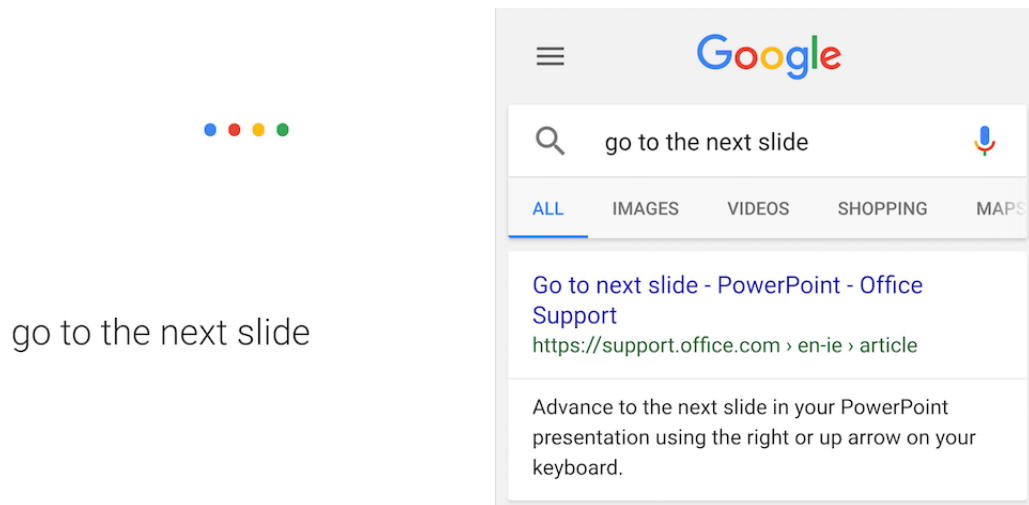 go to the next slide
Google
go to the next slide
ALL IMAGES VIDEOS SHOPPING MAPS
Go to next slide - PowerPoint - Office
Support
https://support.office.com › en-ie › article
Advance to the next slide in your PowerPoint
presentation using the right or up arrow on your
keyboard.